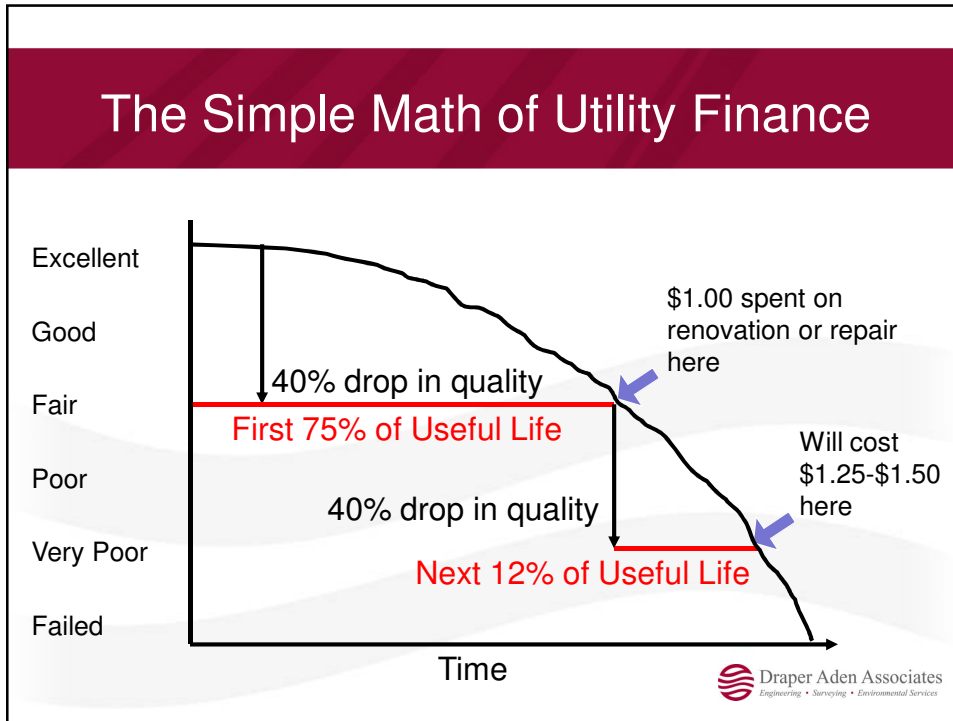 The Simple Math of Utility Finance
Excellent
Good
Fair
Poor
Very Poor
Failed
$1.00 spent on
renovation or repair
here
40% drop in quality
First 75% of Useful Life
Will cost
$1.25-$1.50
here
40% drop in quality
Next 12% of Useful Life
Time
Draper Aden Associates
Engineering • Surveying • Environmental Services